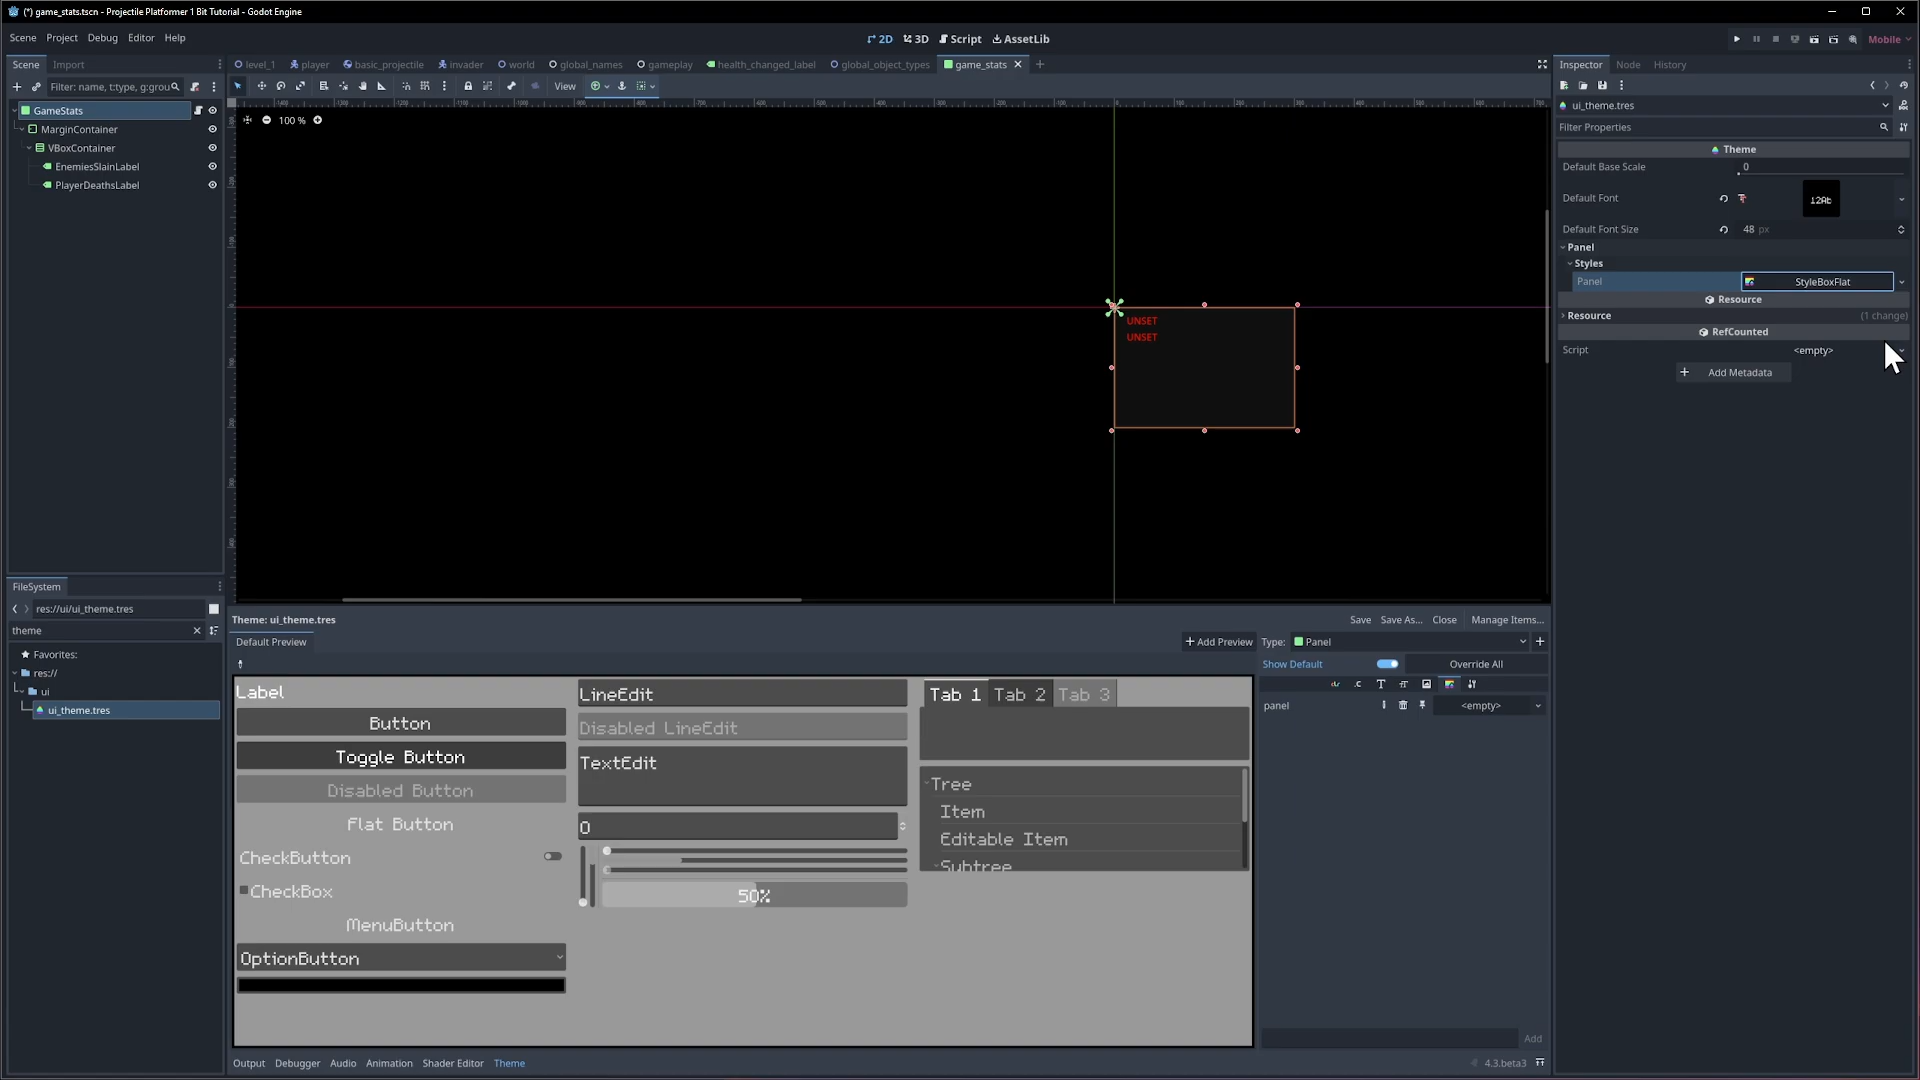 (*) game_stats.tscn - Projectile Platformer 1 Bit Tutorial - Godot Engine
Scene Project Debug Editor Help
2D 3D Script AssetLib
Mobile
Scene Import
level_1 player basic_projectile invader world global_names gameplay health_changed_label global_object_types game_stats
Inspector Node History
Filter: name, t:type, g:grou
View
ui_theme.tres
GameStats
MarginContainer
VBoxContainer
EnemiesSlainLabel
PlayerDeathsLabel
100 %
UNSET
UNSET
Filter Properties
Theme
Default Base Scale 0
Default Font 12Ab
Default Font Size 48 px
Panel
Styles
Panel StyleBoxFlat
Resource
Resource (1 change)
RefCounted
Script <empty>
Add Metadata
FileSystem
res://ui/ui_theme.tres
theme
Favorites:
res://
ui
ui_theme.tres
Theme: ui_theme.tres
Save Save As... Close Manage Items...
Default Preview
Add Preview Type: Panel
Show Default Override All
panel <empty>
Add
Label
Button
Toggle Button
Disabled Button
Flat Button
CheckButton
CheckBox
MenuButton
OptionButton
LineEdit
Disabled LineEdit
TextEdit
0
50%
Tab 1 Tab 2 Tab 3
Tree
Item
Editable Item
Subtree
Output Debugger Audio Animation Shader Editor Theme
4.3.beta3